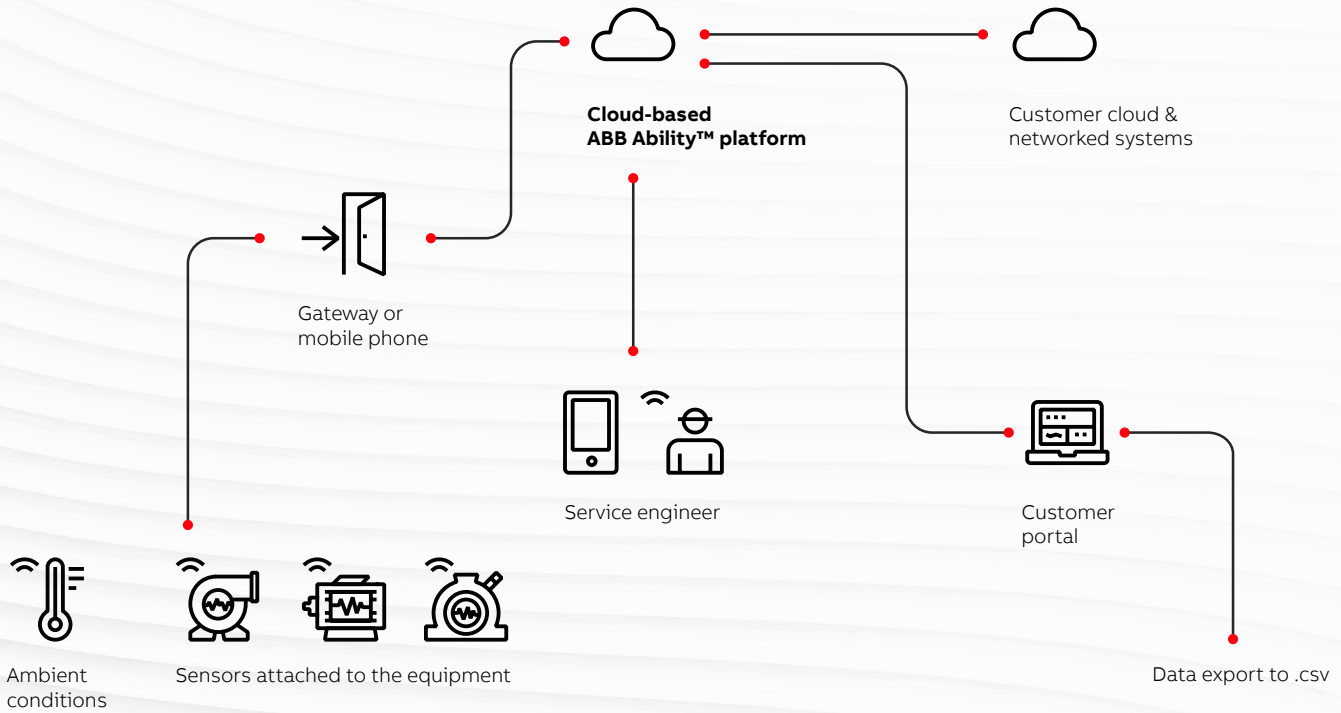 Cloud-based
ABB Ability™ platform
Customer cloud &
networked systems
Gateway or
mobile phone
Service engineer
Customer
portal
Ambient
conditions
Sensors attached to the equipment
Data export to .csv